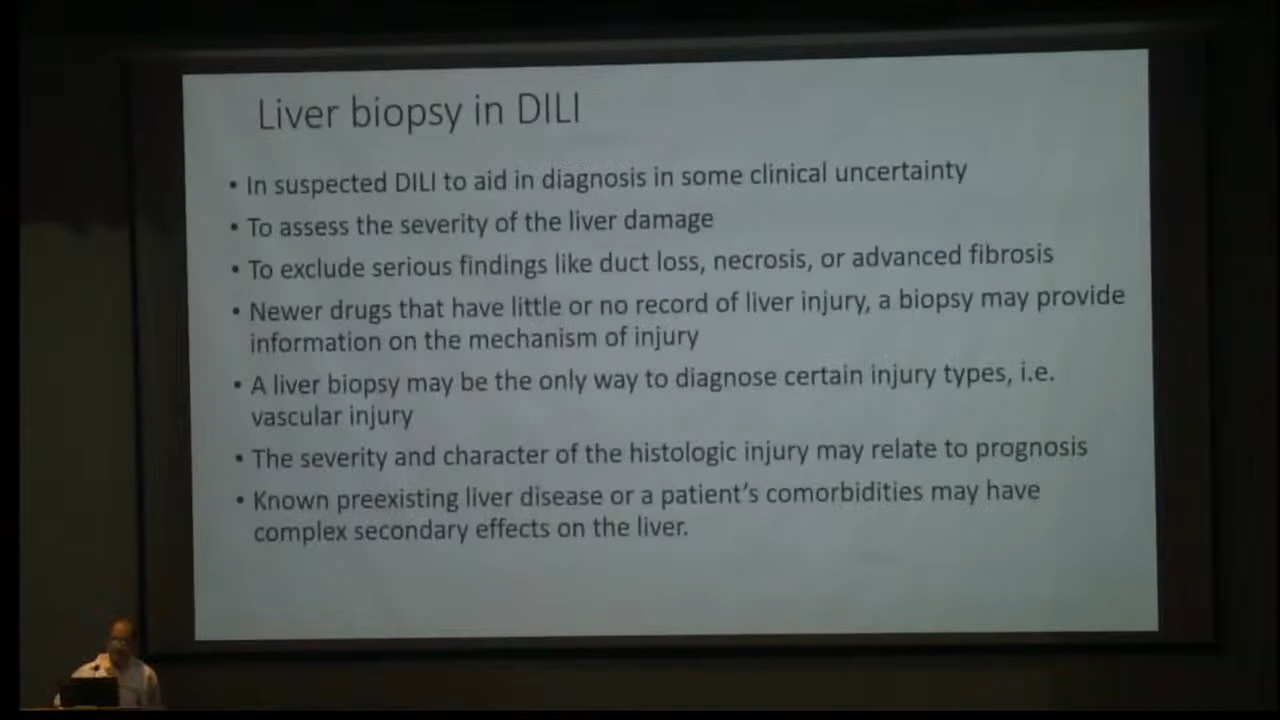 Liver biopsy in DILI
• In suspected DILI to aid in diagnosis in some clinical uncertainty
• To assess the severity of the liver damage
• To exclude serious findings like duct loss, necrosis, or advanced fibrosis
• Newer drugs that have little or no record of liver injury, a biopsy may provide
information on the mechanism of injury
• A liver biopsy may be the only way to diagnose certain injury types, i.e.
vascular injury
• The severity and character of the histologic injury may relate to prognosis
• Known preexisting liver disease or a patient's comorbidities may have
complex secondary effects on the liver.